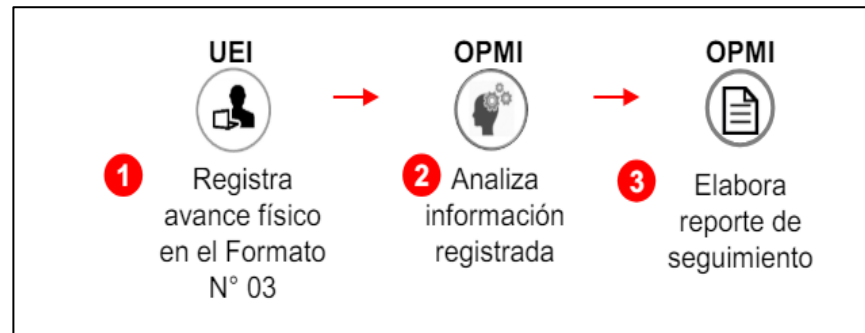 UEI
1
Registra
avance físico
en el Formato
N° 03
OPMI
2
Analiza
información
registrada
OPMI
3
Elabora
reporte de
seguimiento